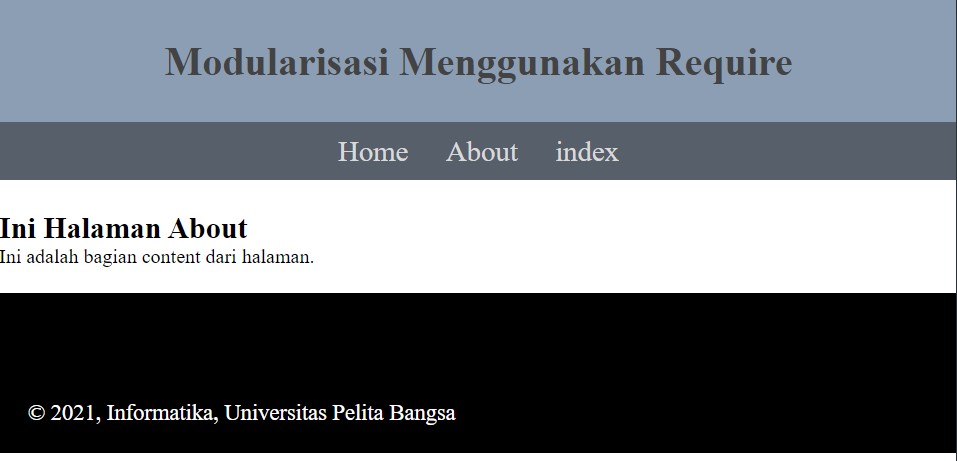 Modularisasi Menggunakan Require
Home About index
Ini Halaman About
Ini adalah bagian content dari halaman.
© 2021, Informatika, Universitas Pelita Bangsa